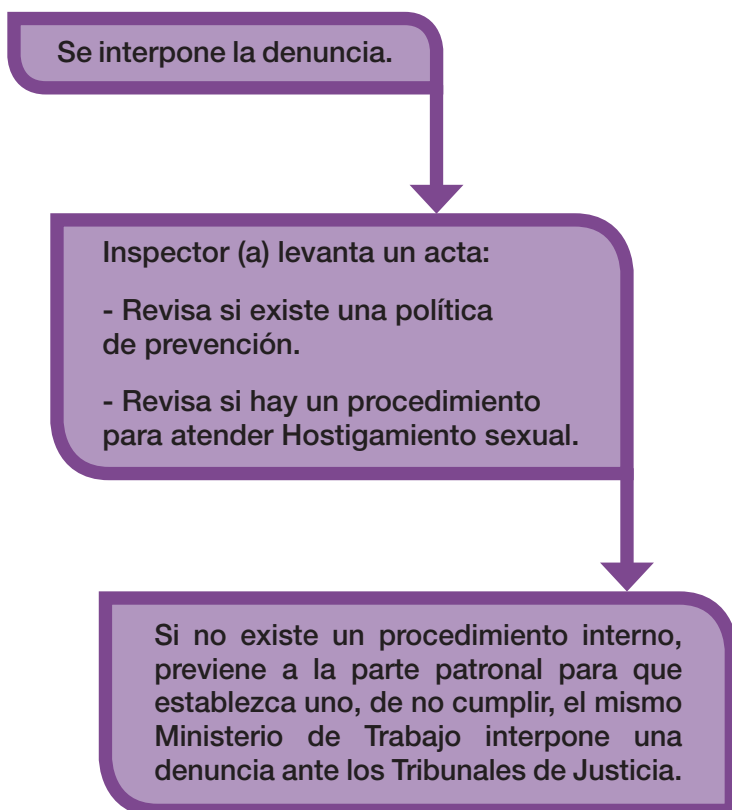 Se interpone la denuncia.
Inspector (a) levanta un acta:
- Revisa si existe una política
de prevención.
- Revisa si hay un procedimiento
para atender Hostigamiento sexual.
Si no existe un procedimiento interno,
previene a la parte patronal para que
establezca uno, de no cumplir, el mismo
Ministerio de Trabajo interpone una
denuncia ante los Tribunales de Justicia.